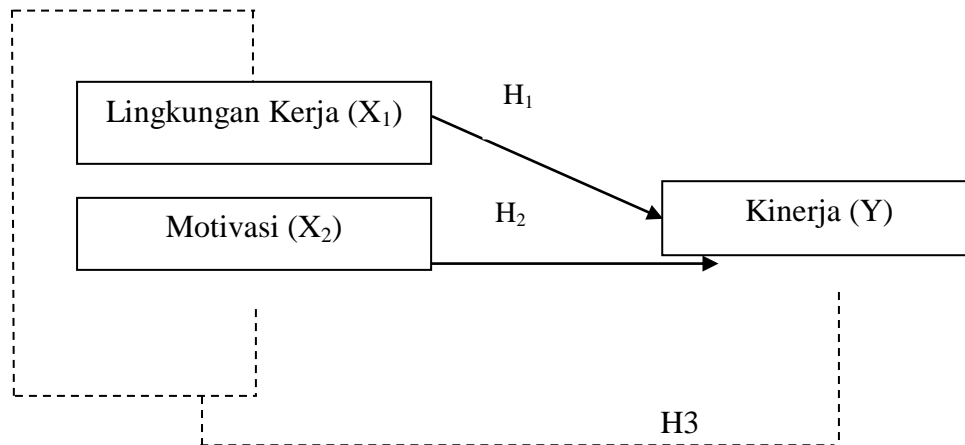 H₁
Lingkungan Kerja (X₁)
Kinerja (Y)
H₂
Motivasi (X₂)
H3